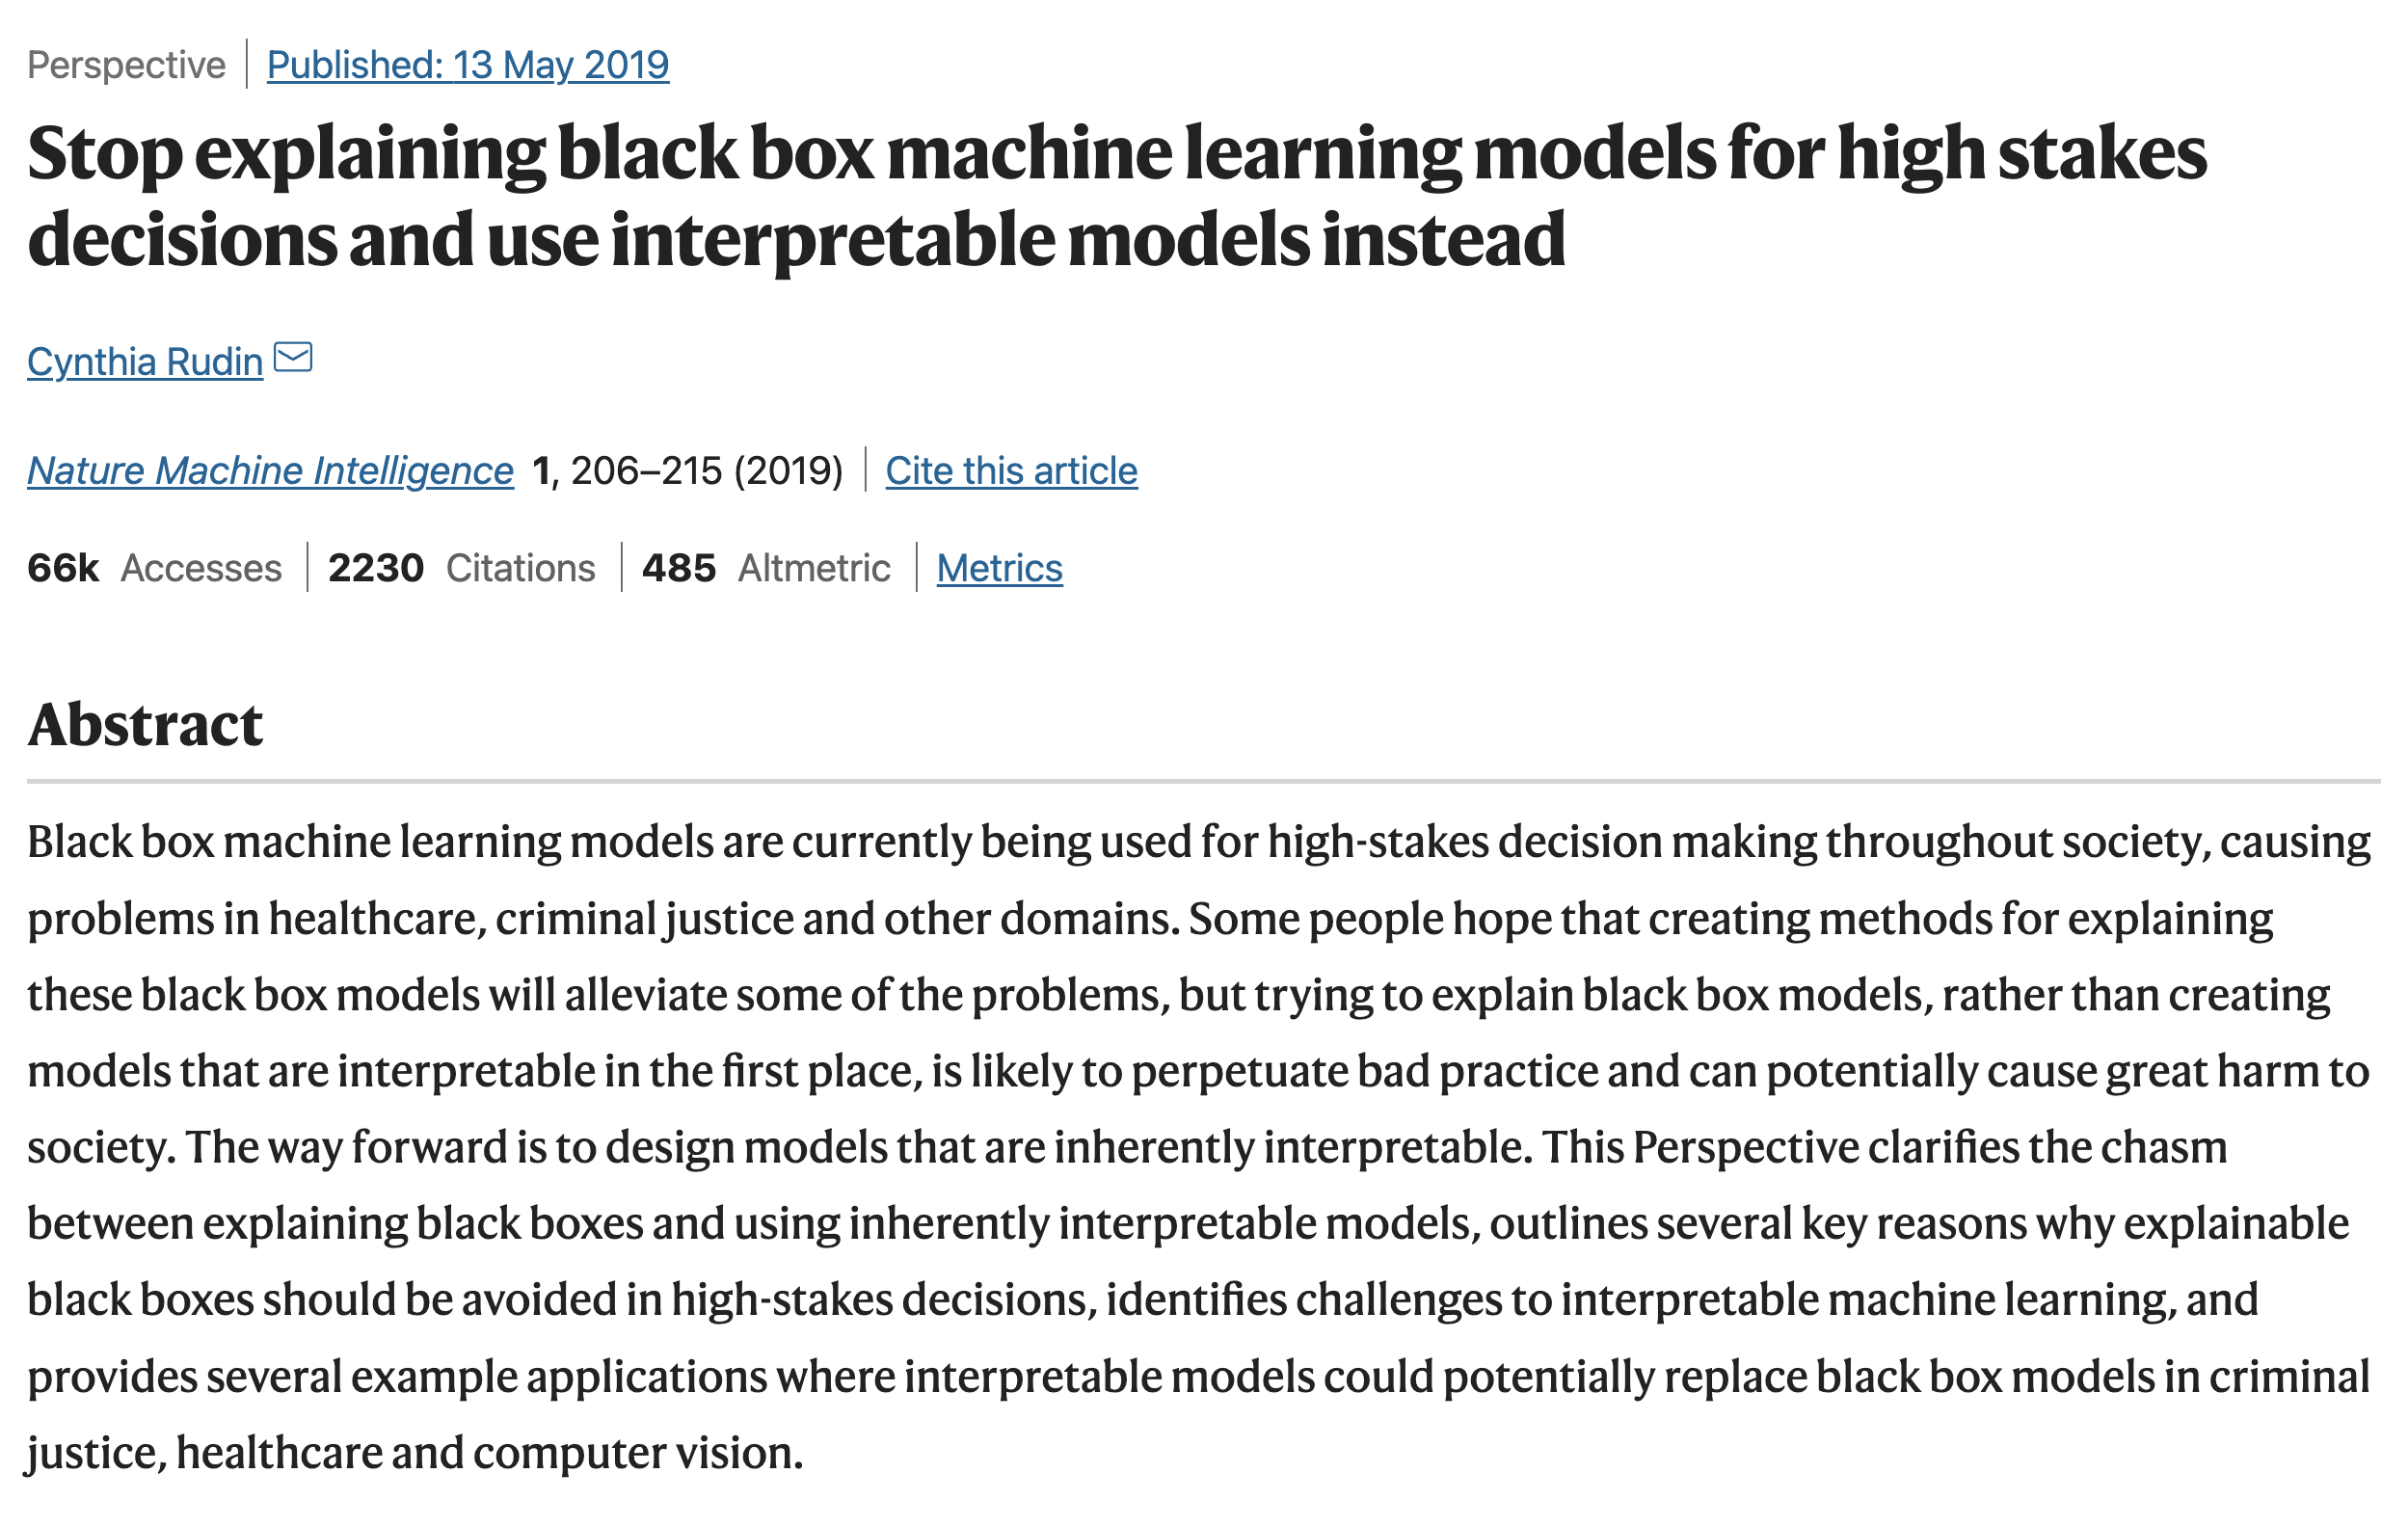 Perspective | Published: 13 May 2019
Stop explaining black box machine learning models for high stakes
decisions and use interpretable models instead
Cynthia Rudin
Nature Machine Intelligence 1, 206–215 (2019) | Cite this article
66k Accesses | 2230 Citations | 485 Altmetric | Metrics
Abstract
Black box machine learning models are currently being used for high-stakes decision making throughout society, causing
problems in healthcare, criminal justice and other domains. Some people hope that creating methods for explaining
these black box models will alleviate some of the problems, but trying to explain black box models, rather than creating
models that are interpretable in the first place, is likely to perpetuate bad practice and can potentially cause great harm to
society. The way forward is to design models that are inherently interpretable. This Perspective clarifies the chasm
between explaining black boxes and using inherently interpretable models, outlines several key reasons why explainable
black boxes should be avoided in high-stakes decisions, identifies challenges to interpretable machine learning, and
provides several example applications where interpretable models could potentially replace black box models in criminal
justice, healthcare and computer vision.